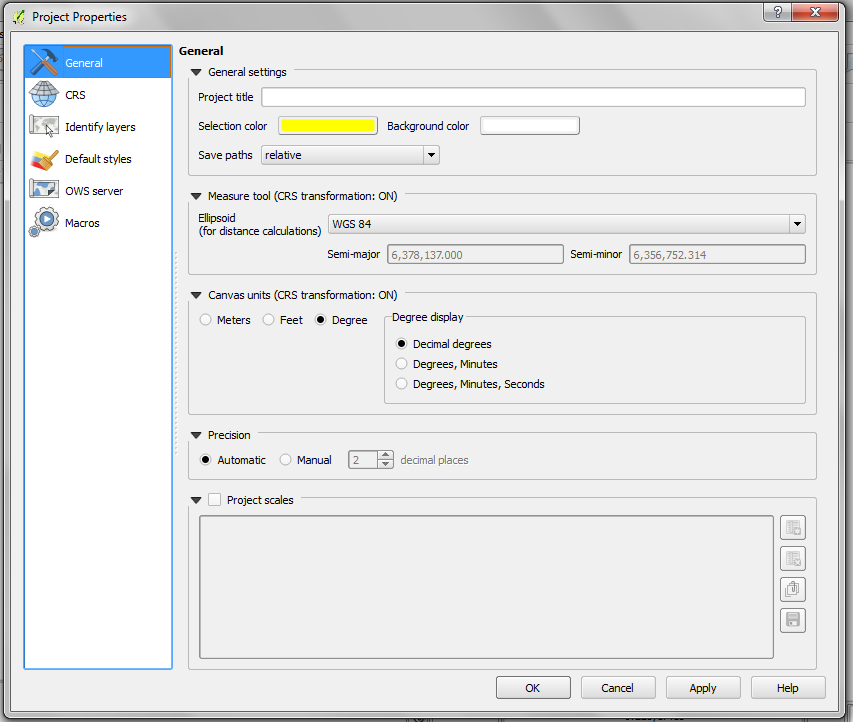 Project Properties
?
General
CRS
Identify layers
Default styles
OWS server
Macros
General
General settings
Project title
Selection color
Background color
Save paths
relative
Measure tool (CRS transformation: ON)
Ellipsoid
(for distance calculations)
WGS 84
Semi-major
6,378,137.000
Semi-minor
6,356,752.314
Canvas units (CRS transformation: ON)
Meters
Feet
Degree
Degree display
Decimal degrees
Degrees, Minutes
Degrees, Minutes, Seconds
Precision
Automatic
Manual
2
decimal places
Project scales
OK
Cancel
Apply
Help